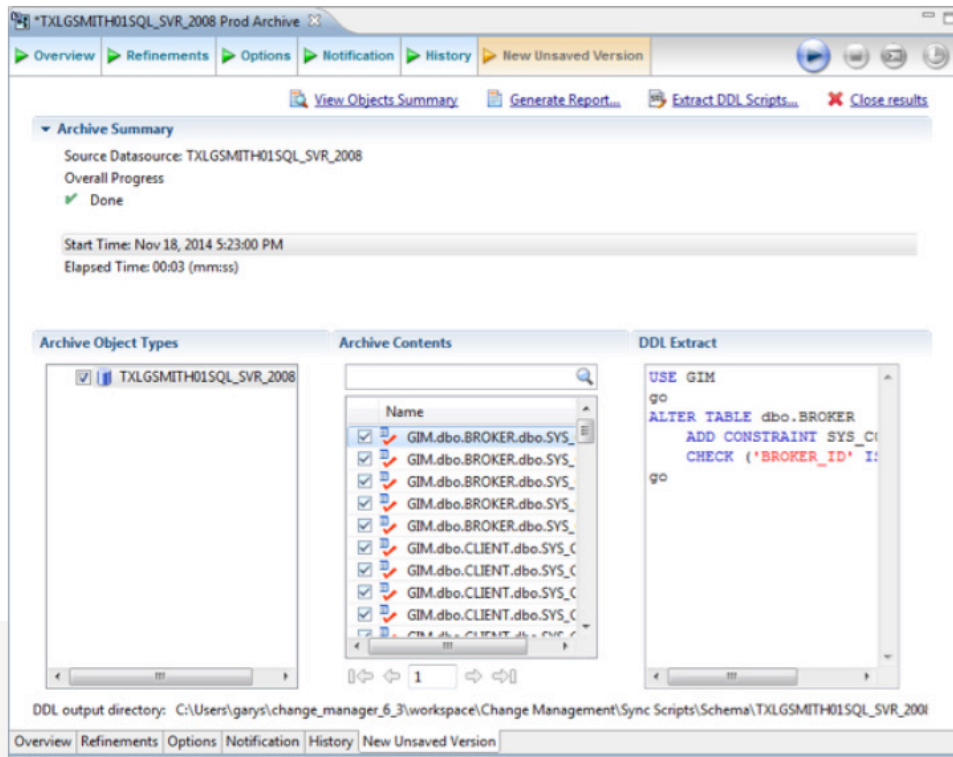 *TXLGSMITH01SQL_SVR_2008 Prod Archive
Overview Refinements Options Notification History New Unsaved Version
View Objects Summary Generate Report... Extract DDL Scripts... Close results
Archive Summary
Source Datasource: TXLGSMITH01SQL_SVR_2008
Overall Progress
Done
Start Time: Nov 18, 2014 5:23:00 PM
Elapsed Time: 00:03 (mm:ss)
Archive Object Types
TXLGSMITH01SQL_SVR_2008
Archive Contents
Name
GIM.dbo.BROKER.dbo.SYS_
GIM.dbo.BROKER.dbo.SYS_
GIM.dbo.BROKER.dbo.SYS_
GIM.dbo.BROKER.dbo.SYS_
GIM.dbo.BROKER.dbo.SYS_
GIM.dbo.CLIENT.dbo.SYS_C
GIM.dbo.CLIENT.dbo.SYS_C
GIM.dbo.CLIENT.dbo.SYS_C
GIM.dbo.CLIENT.dbo.SYS_C
GIM.dbo.CLIENT.dbo.SYS_C
1
DDL Extract
USE GIM
go
ALTER TABLE dbo.BROKER
ADD CONSTRAINT SYS_C
CHECK ('BROKER_ID' IS
go
DDL output directory: C:\Users\garys\change_manager_6_3\workspace\Change Management\Sync Scripts\Schema\TXLGSMITH01SQL_SVR_200
Overview Refinements Options Notification History New Unsaved Version